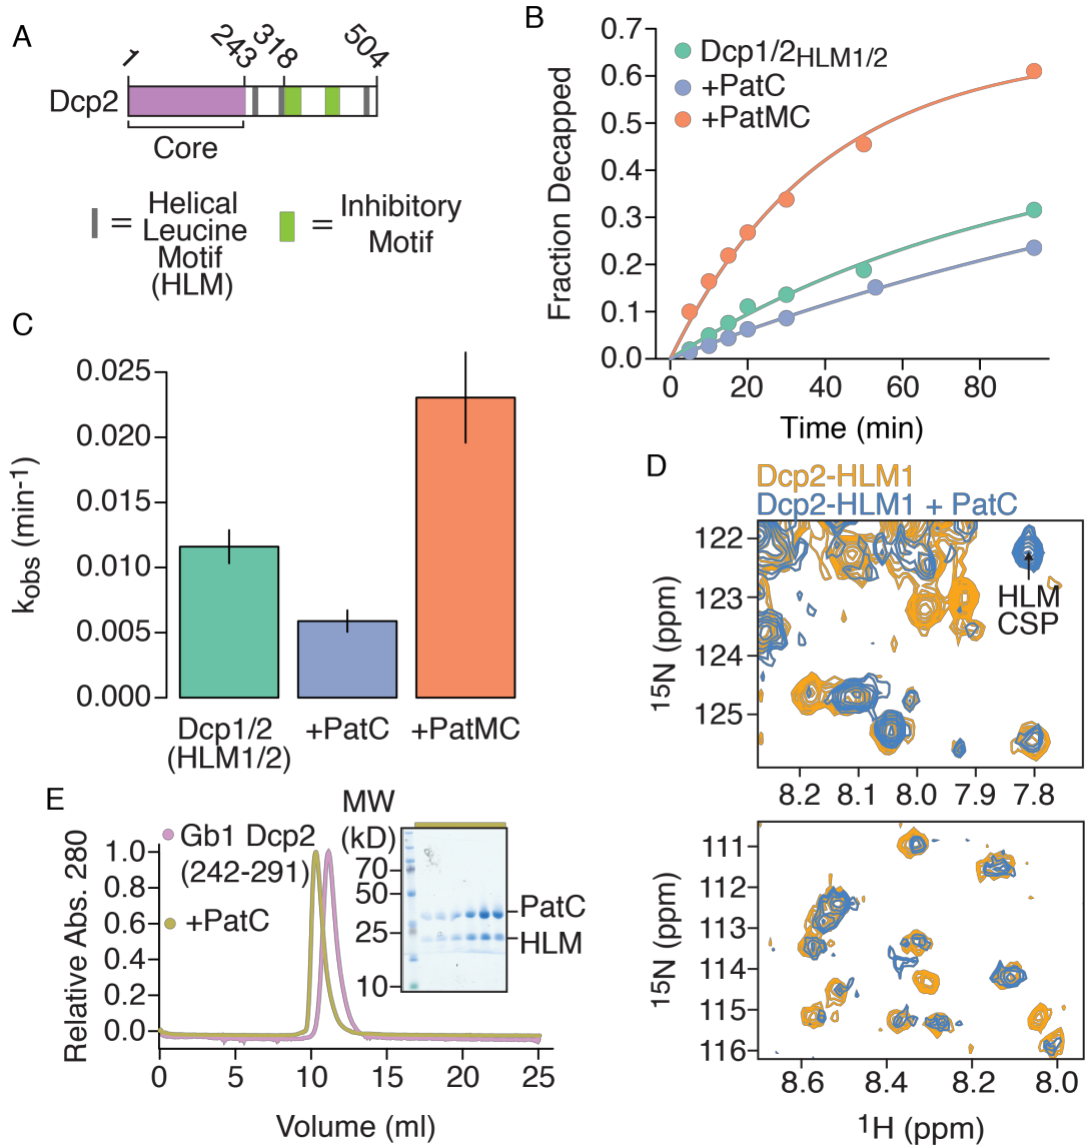 A
1
243
318
504
Dcp2
Core
= Helical
Leucine
Motif
(HLM)
= Inhibitory
Motif
B
Fraction Decapped
0.7
0.6
0.5
0.4
0.3
0.2
0.1
0.0
Dcp1/2HLM1/2
+PatC
+PatMC
0 20 40 60 80
Time (min)
C
kobs (min-1)
0.025
0.020
0.015
0.010
0.005
0.000
Dcp1/2
(HLM1/2)
+PatC
+PatMC
D
Dcp2-HLM1
Dcp2-HLM1 + PatC
15N (ppm)
122
123
124
125
HLM
CSP
8.2 8.1 8.0 7.9 7.8
15N (ppm)
111
112
113
114
115
116
8.6 8.4 8.2 8.0
1H (ppm)
E
Gb1 Dcp2
(242-291)
+PatC
Relative Abs. 280
1.0
0.8
0.6
0.4
0.2
0.0
0 5 10 15 20 25
Volume (ml)
MW
(kD)
70
50
25
10
PatC
HLM